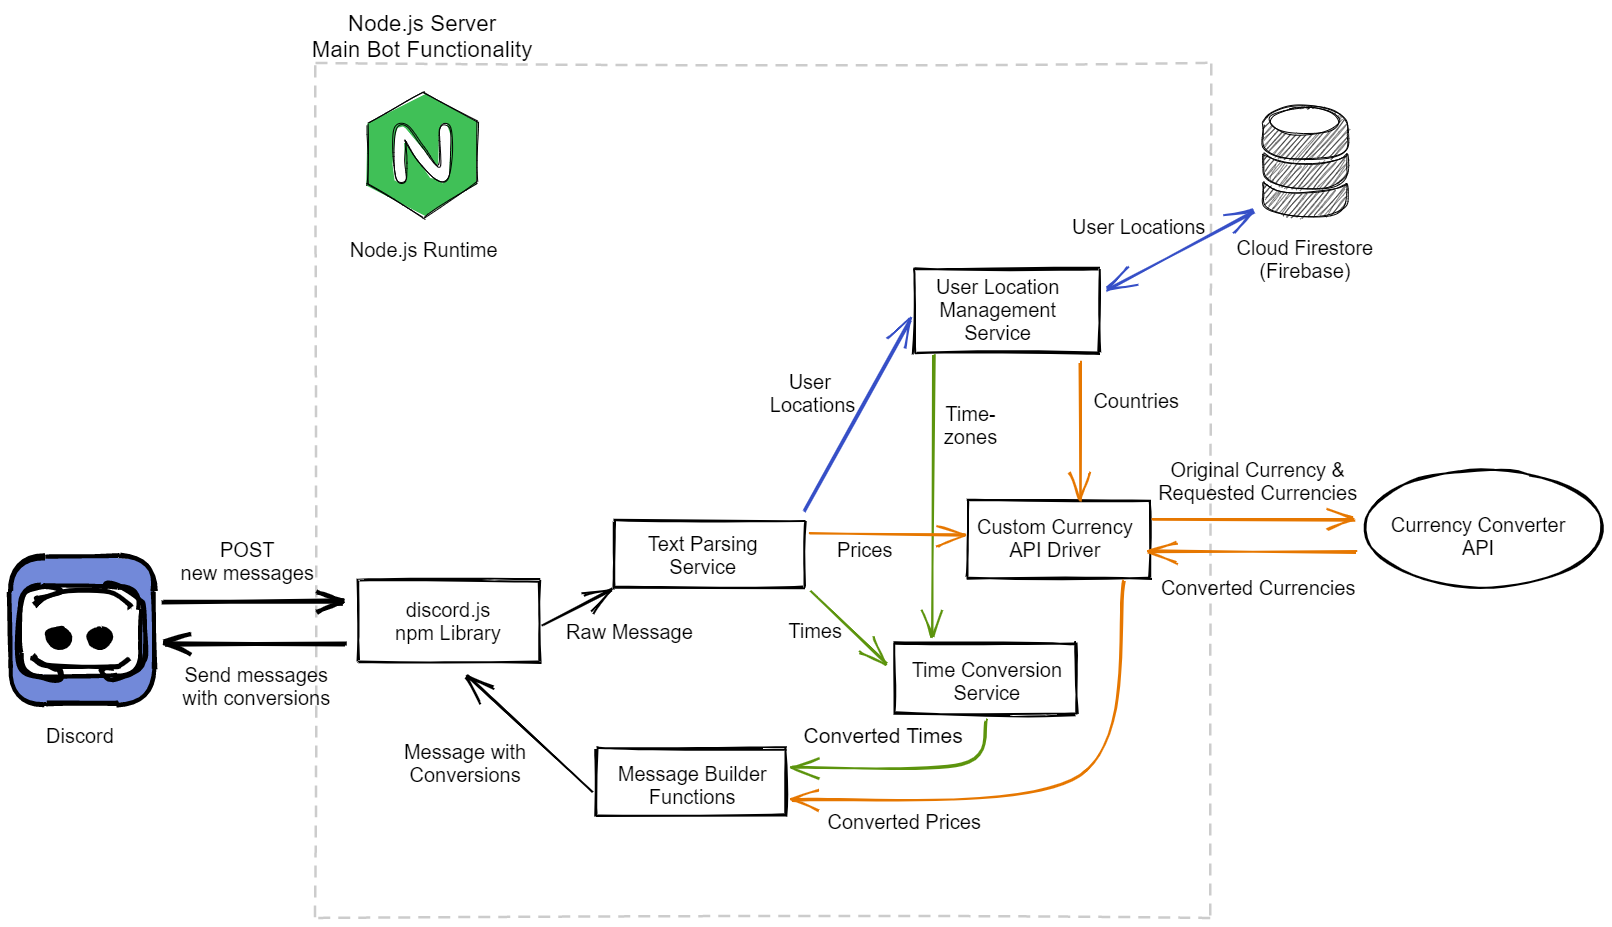 Node.js Server
Main Bot Functionality
N
Node.js Runtime
User Locations
Cloud Firestore
(Firebase)
User Location
Management
Service
User
Locations
Time-
zones
Countries
Original Currency &
Requested Currencies
Custom Currency
API Driver
Currency Converter
API
Converted Currencies
Text Parsing
Service
Prices
POST
new messages
discord.js
npm Library
Raw Message
Times
Send messages
with conversions
Discord
Time Conversion
Service
Converted Times
Message with
Conversions
Message Builder
Functions
Converted Prices